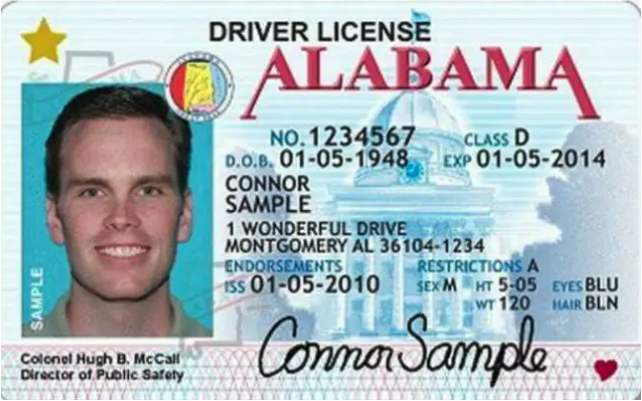 DRIVER LICENSE
ALABAMA
NO. 1234567 CLASS D
D.O.B. 01-05-1948 EXP 01-05-2014
CONNOR
SAMPLE
1 WONDERFUL DRIVE
MONTGOMERY AL 36104-1234
ENDORSEMENTS RESTRICTIONS A
ISS 01-05-2010 SEX M HT 5-05 EYES BLU
WT 120 HAIR BLN
SAMPLE
Connor Sample
Colonel Hugh B. McCall
Director of Public Safety